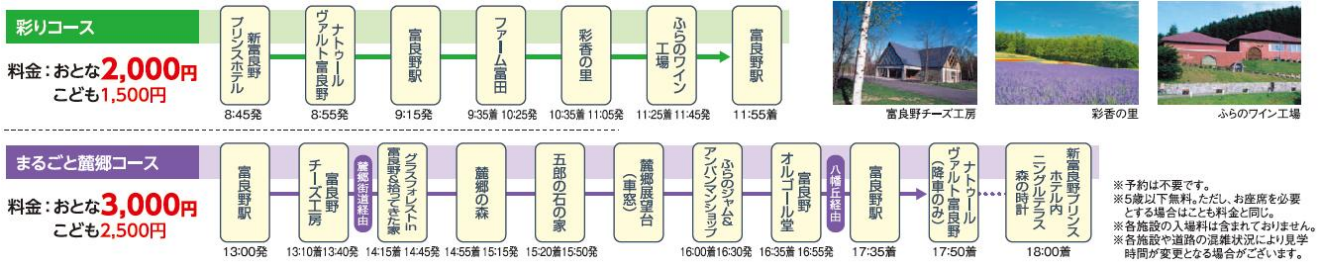 彩りコース
料金：おとな2,000円
こども1,500円
新富良野
プリンスホテル
8:45発
ナトゥール
ヴァルト富良野
8:55発
富良野駅
9:15発
ファーム富田
9:35着 10:25発
彩香の里
10:35着 11:05発
ふらのワイン
工場
11:25着 11:45発
富良野駅
11:55着
富良野チーズ工房
彩香の里
ふらのワイン工場
まるごと麓郷コース
料金：おとな3,000円
こども2,500円
富良野駅
13:00発
富良野
チーズ工房
13:10着13:40発
麓郷街道経由
グラスフォレストin
富良野&拾ってきた家
14:15着 14:45発
麓郷の森
14:55着 15:15発
五郎の石の家
15:20着15:50発
麓郷展望台
（車窓）
ふらのジャム&
アンパンマンショップ
16:00着16:30発
富良野
オルゴール堂
16:35着 16:55発
八幡丘経由
富良野駅
17:35着
ナトゥール
ヴァルト富良野
（降車のみ）
17:50着
新富良野プリンス
ホテル内
ニングルテラス
森の時計
18:00着
※予約は不要です。
※5歳以下無料。ただし、お座席を必要
とする場合はこども料金と同じ。
※各施設の入場料は含まれておりません。
※各施設や道路の混雑状況により見学
時間が変更となる場合がございます。